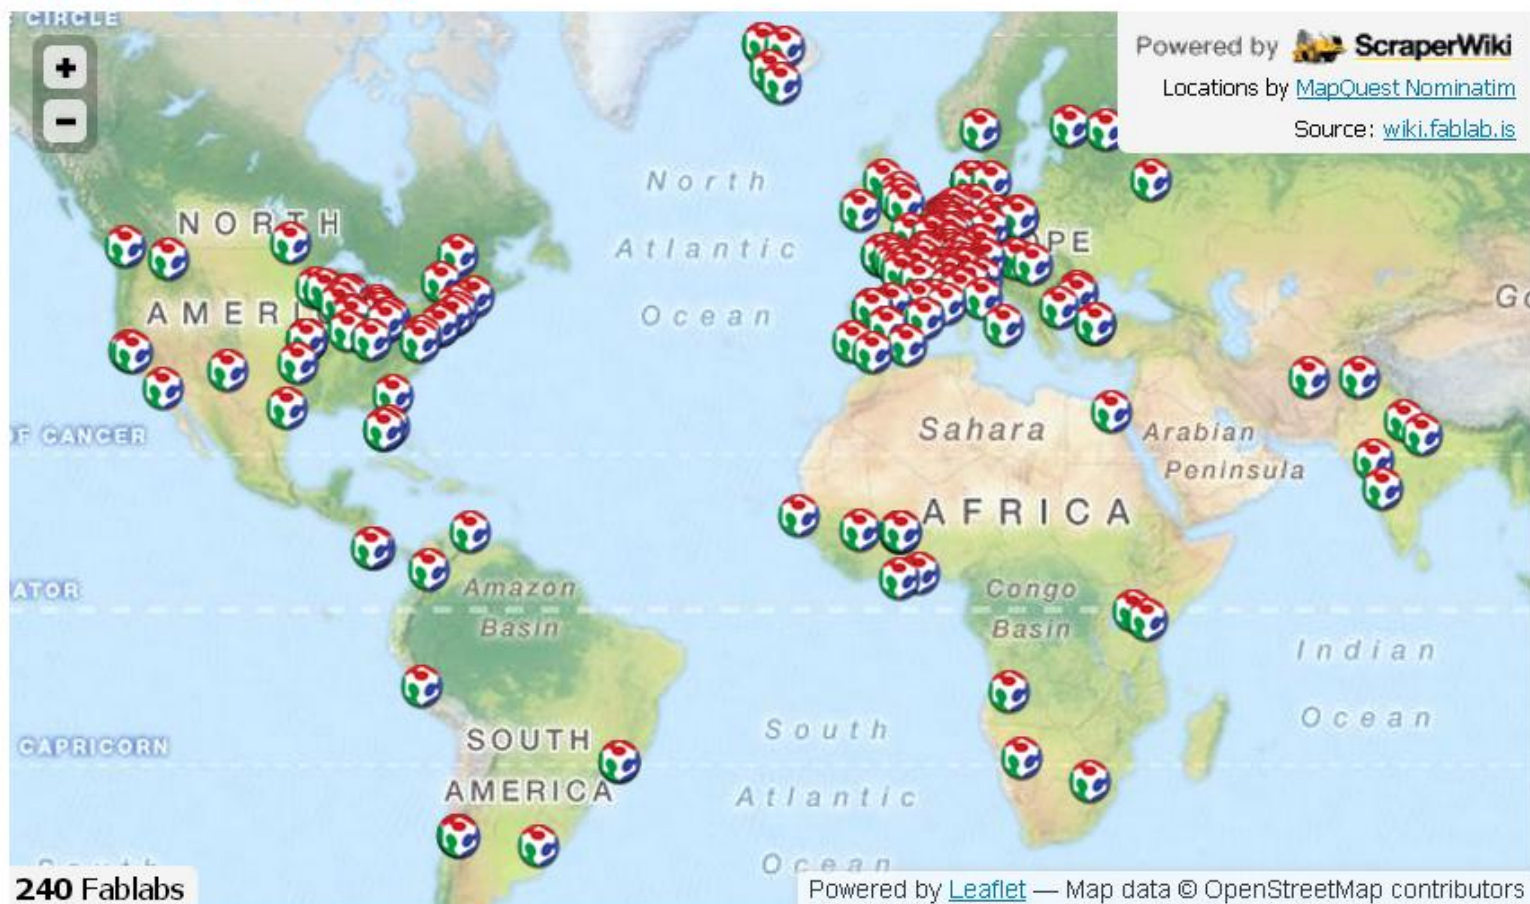 CIRCLE
+
−
Powered by ScraperWiki
Locations by MapQuest Nominatim
Source: wiki.fablab.is
North
Atlantic
Ocean
NORTH
AMERI
PE
Sahara
Arabian
Peninsula
F CANCER
AFRICA
ATOR
Amazon
Basin
Congo
Basin
Indian
Ocean
CAPRICORN
SOUTH
AMERICA
South
Atlantic
Ocean
240 Fablabs
Powered by Leaflet — Map data © OpenStreetMap contributors